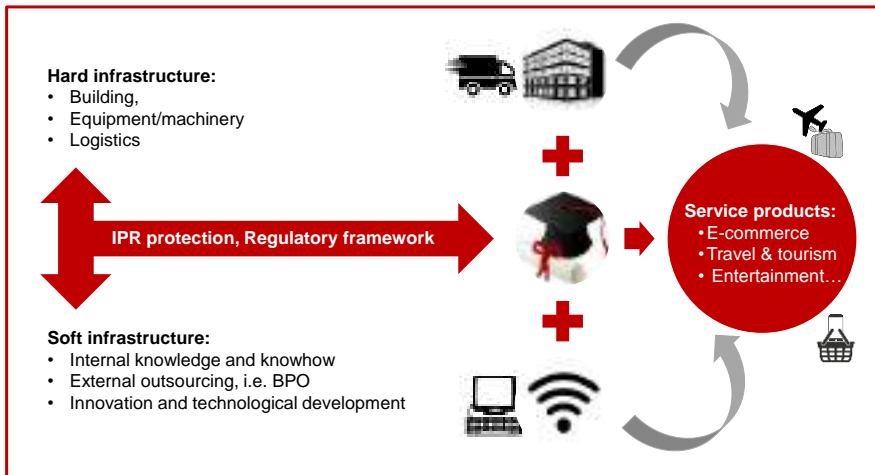 Hard infrastructure:
• Building,
• Equipment/machinery
• Logistics
IPR protection, Regulatory framework
Service products:
• E-commerce
• Travel & tourism
• Entertainment…
Soft infrastructure:
• Internal knowledge and knowhow
• External outsourcing, i.e. BPO
• Innovation and technological development